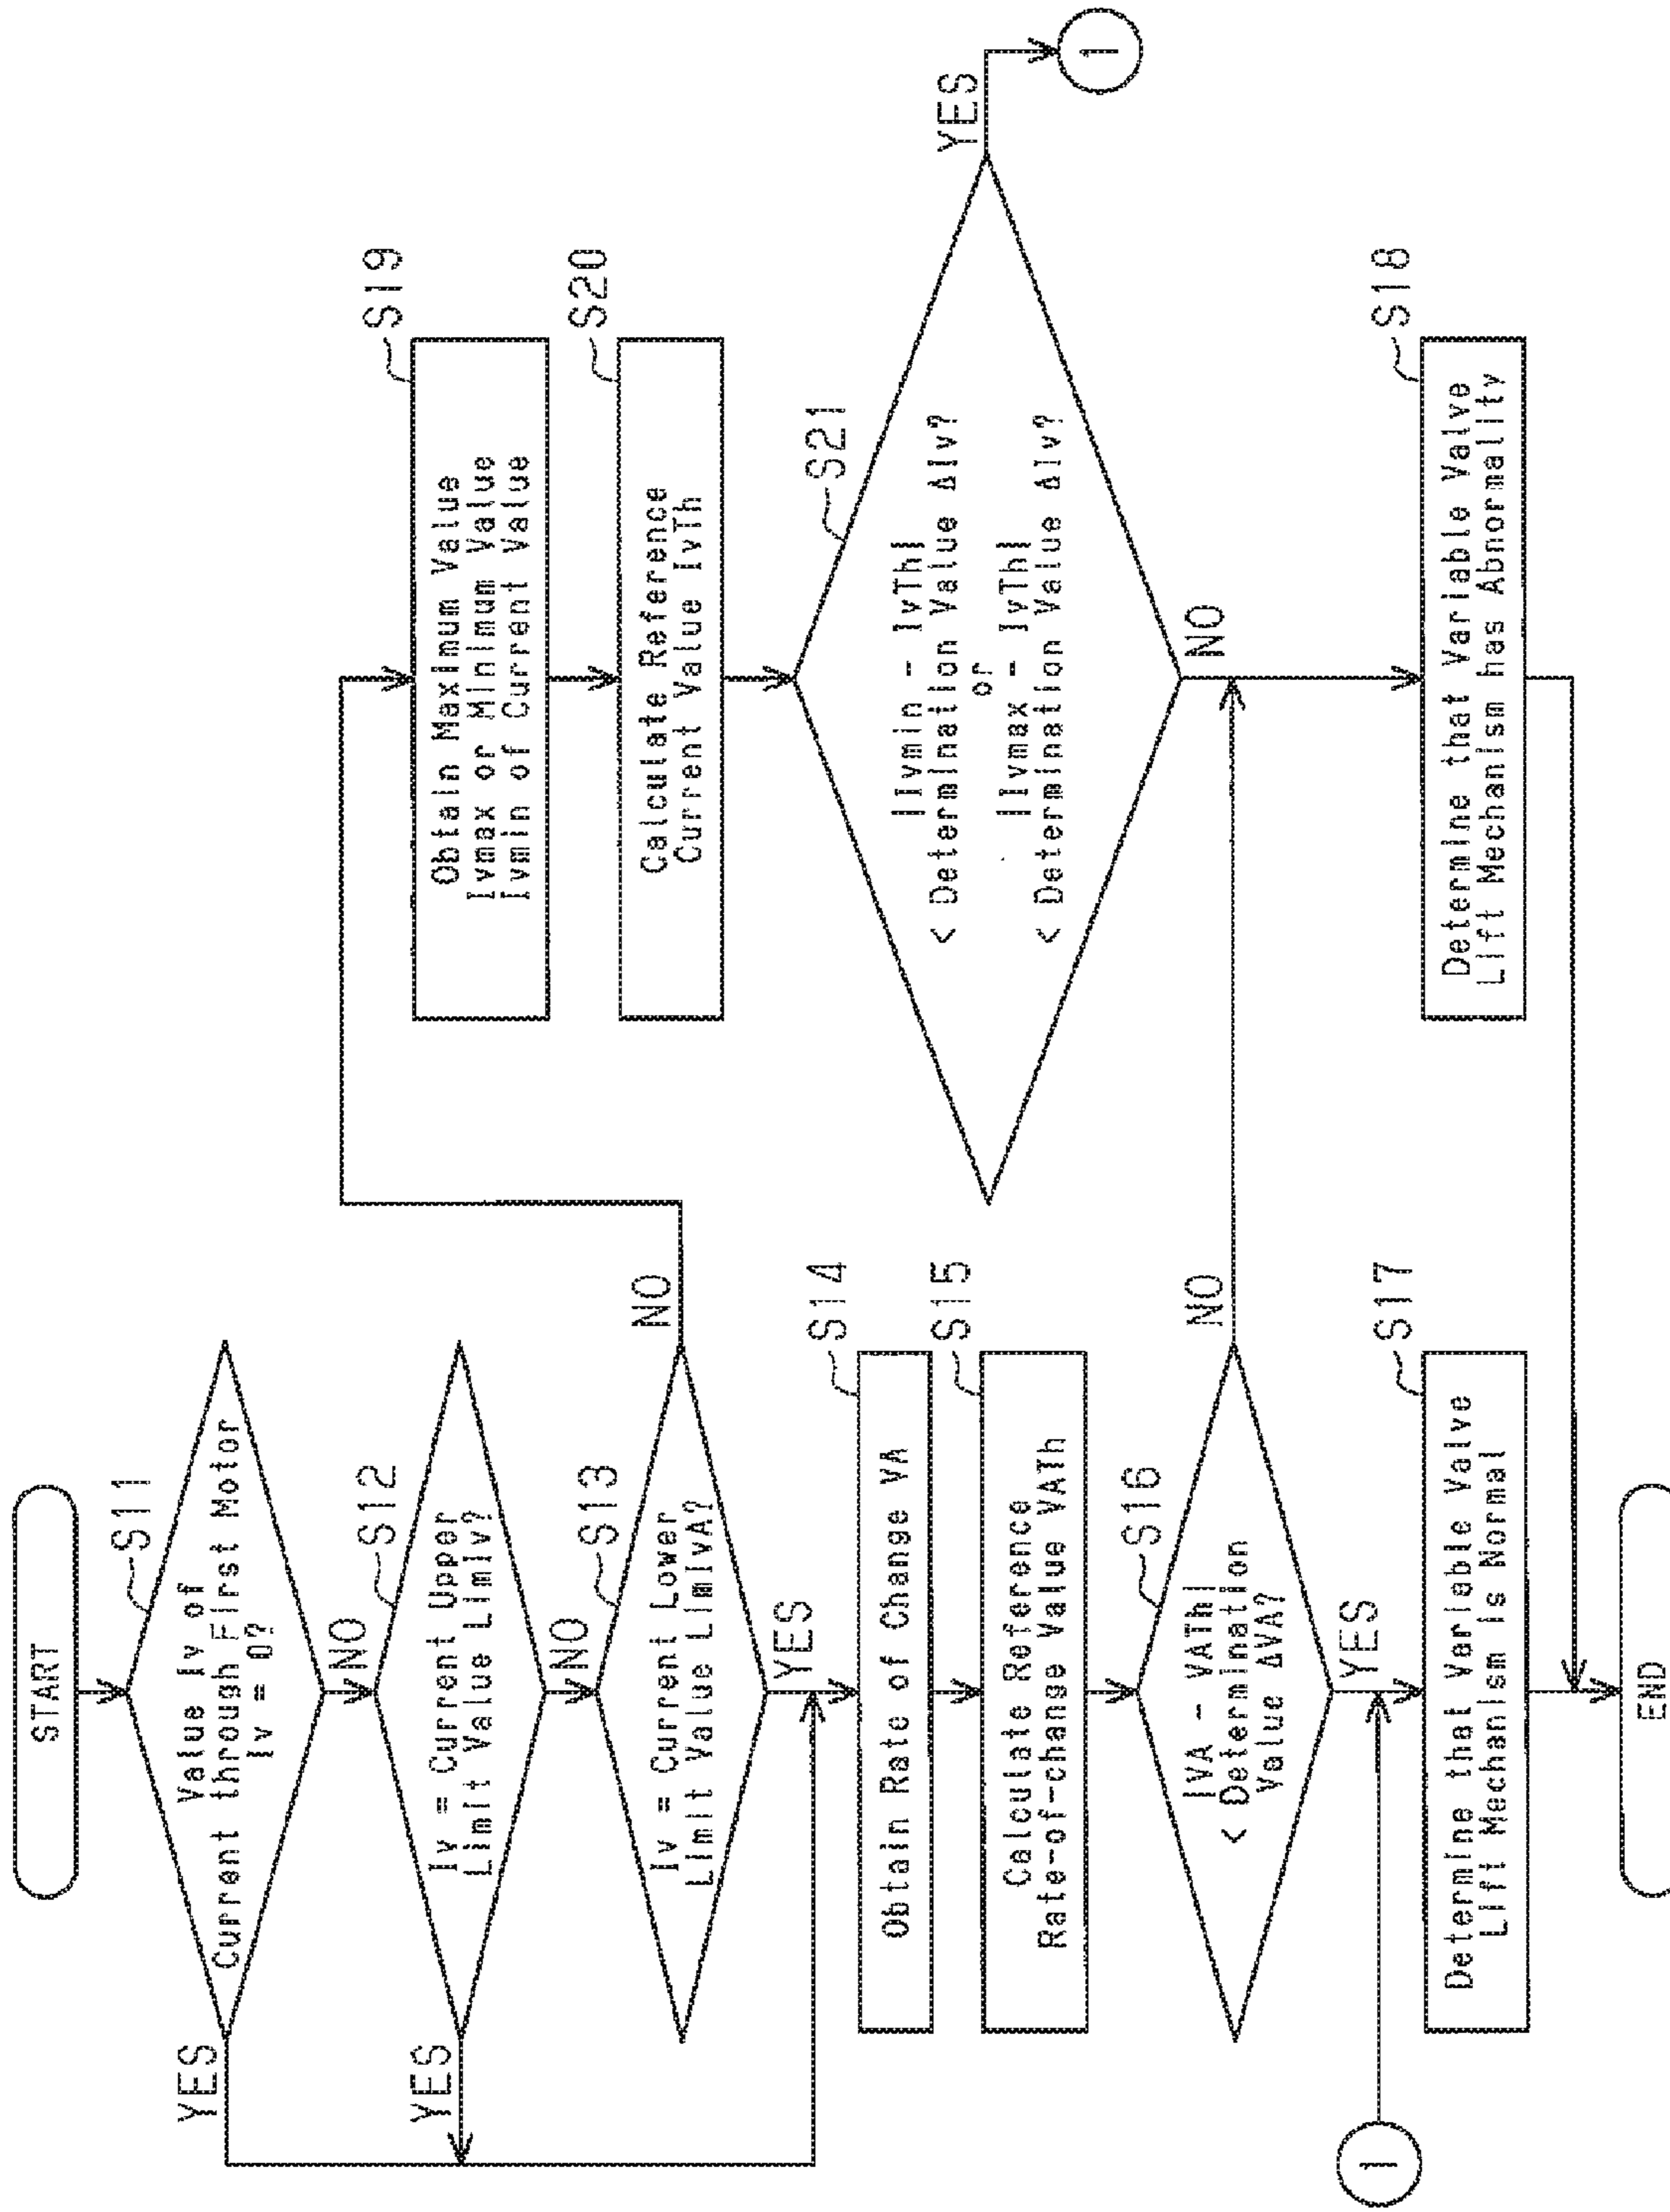 START
S11
Value Iv of
Current through First Motor
Iv = 0?
YES
NO
S12
Iv = Current Upper
Limit Value LimIv?
YES
NO
S13
Iv = Current Lower
Limit Value LimIvA?
NO
YES
S14
Obtain Rate of Change VA
S15
Calculate Reference
Rate-of-change Value VATh
S16
|VA - VATh|
< Determination
Value ΔVA?
NO
YES
1
S17
Determine that Variable Valve
Lift Mechanism is Normal
END
S19
Obtain Maximum Value
Ivmax or Minimum Value
Ivmin of Current Value
S20
Calculate Reference
Current Value IvTh
S21
|Ivmin - IvTh|
< Determination Value ΔIv?
or
|Ivmax - IvTh|
< Determination Value ΔIv?
YES
1
NO
S18
Determine that Variable Valve
Lift Mechanism has Abnormality